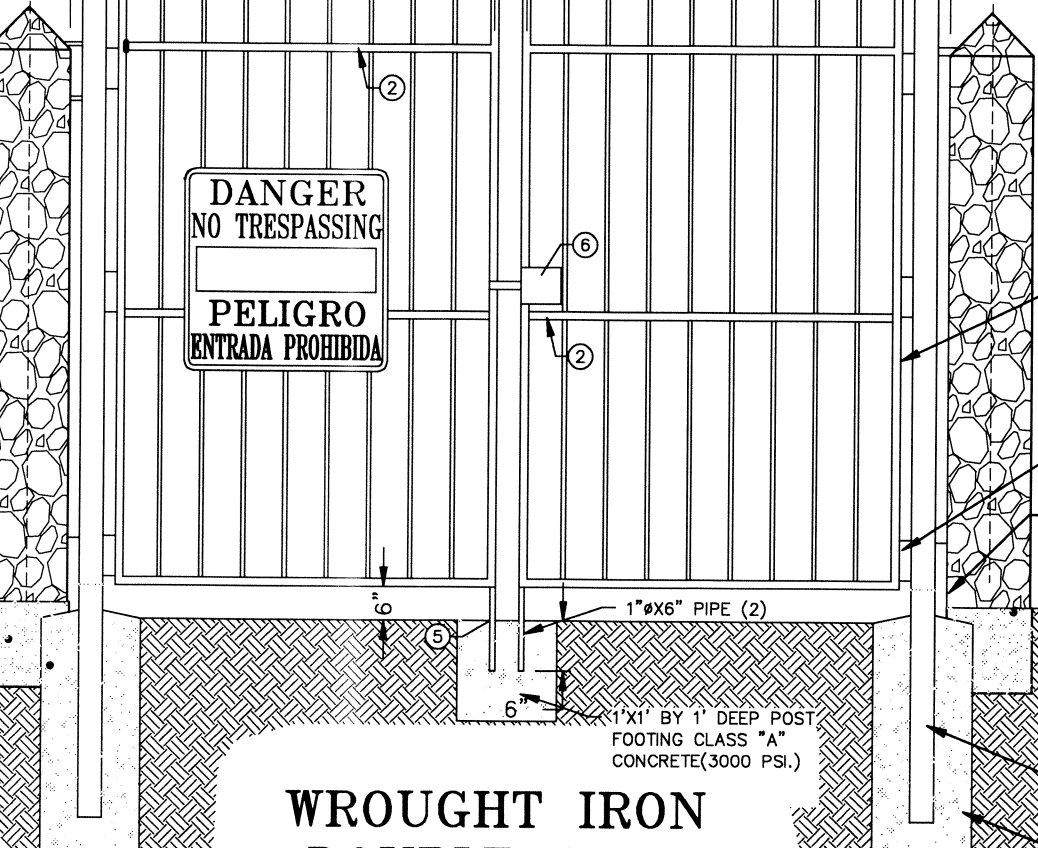 2
DANGER
NO TRESPASSING
6
PELIGRO
ENTRADA PROHIBIDA
2
6"
1"øX6" PIPE (2)
5
6"
1'X1' BY 1' DEEP POST
FOOTING CLASS "A"
CONCRETE(3000 PSI.)
WROUGHT IRON